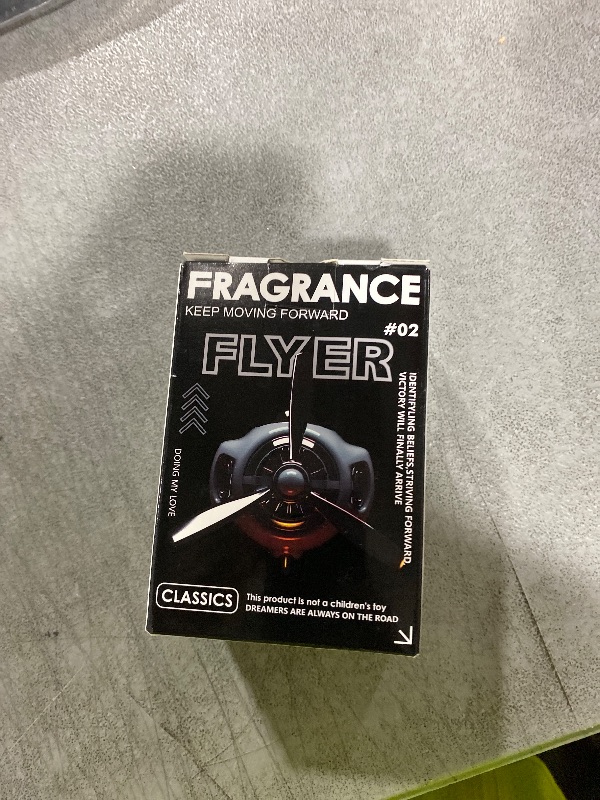 FRAGRANCE
KEEP MOVING FORWARD
#02
FLYER
IDENTIFYLING BELIEFS,STRIVING FORWARD,
VICTORY WILL FINALLY ARRIVE
DOING MY LOVE
CLASSICS
This product is not a children's toy
DREAMERS ARE ALWAYS ON THE ROAD